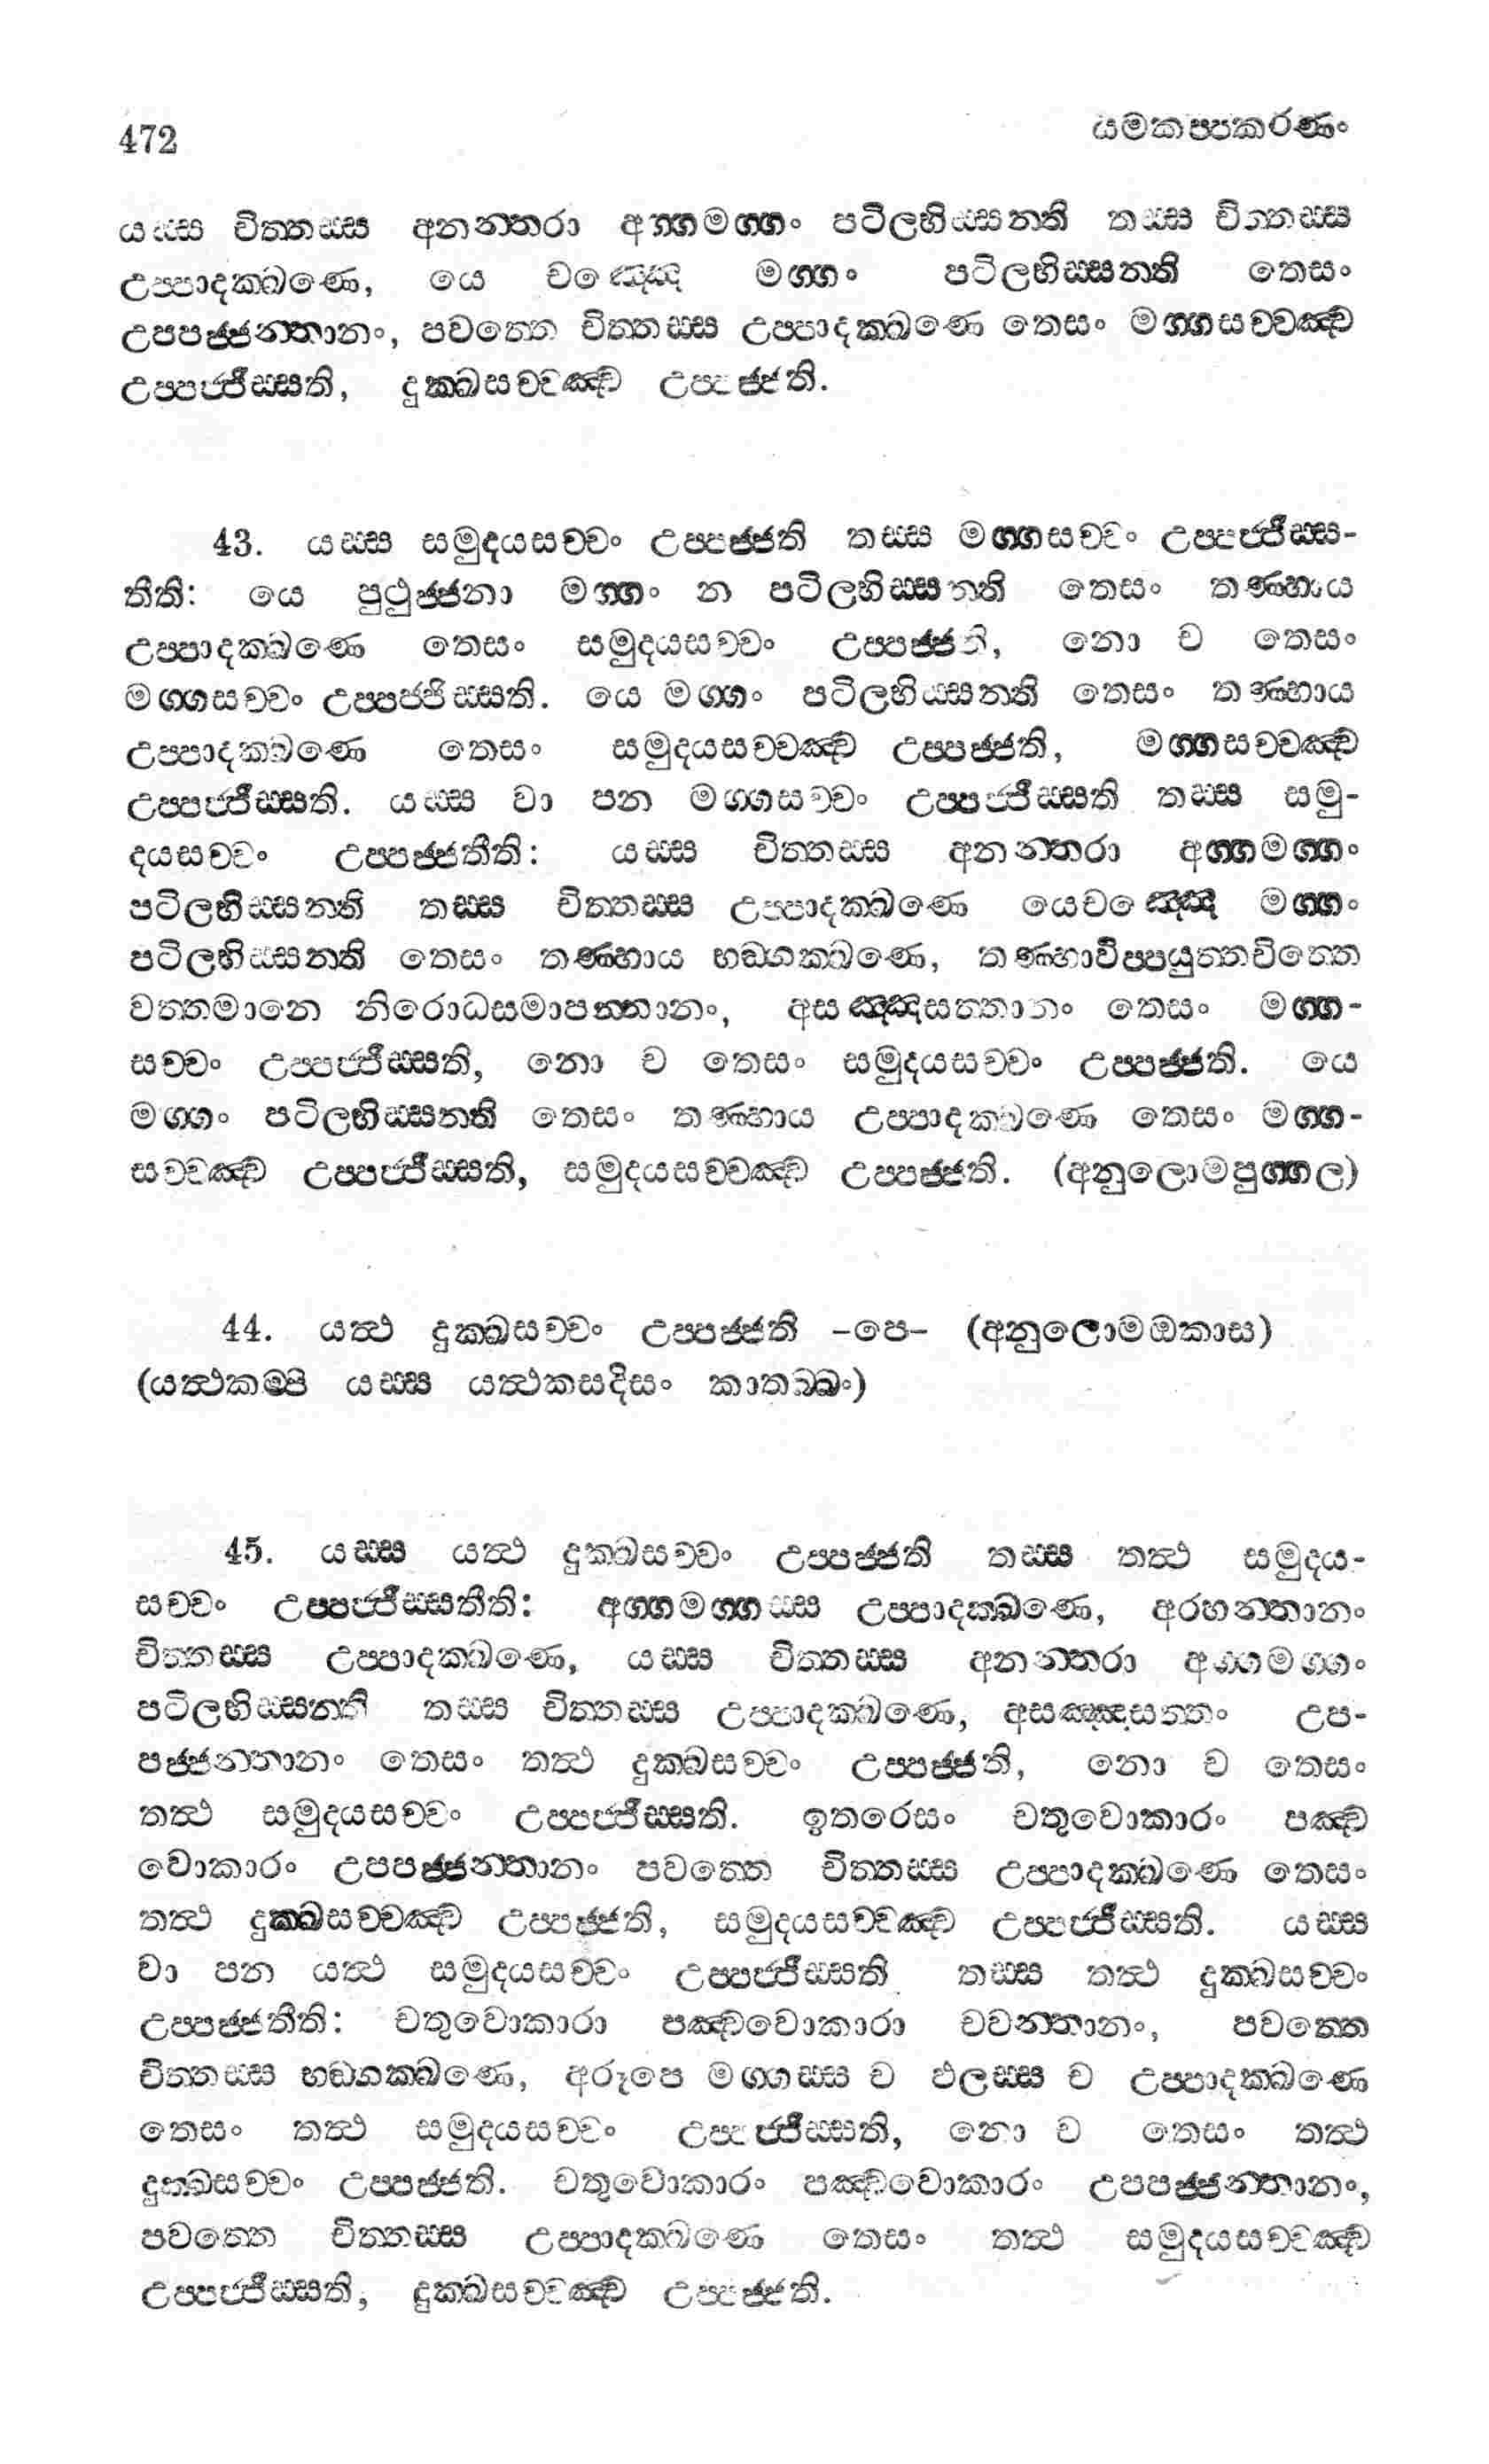 472
යමකප්පකරණං
යස්ස චිත්තස්ස අනන්තරා අග්ගමග්ගං පටිලභිස්සන්ති තස්ස චිත්තස්ස
උප්පාදක්ඛණෙ, යෙ චඤ්ඤෙ මග්ගං පටිලභිස්සන්ති තෙසං
උපපජ්ජන්තානං, පවත්තෙ චිත්තස්ස උප්පාදක්ඛණෙ තෙසං මග්ගසච්චඤ්ච
උප්පජ්ජිස්සති, දුක්ඛසච්චඤ්ච උප්පජ්ජති.
43. යස්ස සමුදයසච්චං උප්පජ්ජති තස්ස මග්ගසච්චං උප්පජ්ජිස්ස-
තීති: යෙ පුථුජ්ජනා මග්ගං න පටිලභිස්සන්ති තෙසං තණ්හාය
උප්පාදක්ඛණෙ තෙසං සමුදයසච්චං උප්පජ්ජති, නො ච තෙසං
මග්ගසච්චං උප්පජ්ජිස්සති. යෙ මග්ගං පටිලභිස්සන්ති තෙසං තණ්හාය
උප්පාදක්ඛණෙ තෙසං සමුදයසච්චඤ්ච උප්පජ්ජති, මග්ගසච්චඤ්ච
උප්පජ්ජිස්සති. යස්ස වා පන මග්ගසච්චං උප්පජ්ජිස්සති තස්ස සමු-
දයසච්චං උප්පජ්ජතීති: යස්ස චිත්තස්ස අනන්තරා අග්ගමග්ගං
පටිලභිස්සන්ති තස්ස චිත්තස්ස උප්පාදක්ඛණෙ යෙචඤ්ඤෙ මග්ගං
පටිලභිස්සන්ති තෙසං තණ්හාය භඞ්ගක්ඛණෙ, තණ්හාවිප්පයුත්තචිත්තෙ
වත්තමානෙ නිරොධසමාපන්නානං, අසඤ්ඤසත්තානං තෙසං මග්ග-
සච්චං උප්පජ්ජිස්සති, නො ච තෙසං සමුදයසච්චං උප්පජ්ජති. යෙ
මග්ගං පටිලභිස්සන්ති තෙසං තණ්හාය උප්පාදක්ඛණෙ තෙසං මග්ග-
සච්චඤ්ච උප්පජ්ජිස්සති, සමුදයසච්චඤ්ච උප්පජ්ජති. (අනුලොමපුග්ගල)
44. යත්ථ දුක්ඛසච්චං උප්පජ්ජති –පෙ– (අනුලොමඔකාස)
(යත්ථකම්පි යස්ස යත්ථකසදිසං කාතබ්බං)
45. යස්ස යත්ථ දුක්ඛසච්චං උප්පජ්ජති තස්ස තත්ථ සමුදය-
සච්චං උප්පජ්ජිස්සතීති: අග්ගමග්ගස්ස උප්පාදක්ඛණෙ, අරහන්තානං
චිත්තස්ස උප්පාදක්ඛණෙ, යස්ස චිත්තස්ස අනන්තරා අග්ගමග්ගං
පටිලභිස්සන්ති තස්ස චිත්තස්ස උප්පාදක්ඛණෙ, අසඤ්ඤසත්තං උප-
පජ්ජන්තානං තෙසං තත්ථ දුක්ඛසච්චං උප්පජ්ජති, නො ච තෙසං
තත්ථ සමුදයසච්චං උප්පජ්ජිස්සති. ඉතරෙසං චතුවොකාරං පඤ්ච
වොකාරං උපපජ්ජන්තානං පවත්තෙ චිත්තස්ස උප්පාදක්ඛණෙ තෙසං
තත්ථ දුක්ඛසච්චඤ්ච උප්පජ්ජති, සමුදයසච්චඤ්ච උප්පජ්ජිස්සති. යස්ස
වා පන යත්ථ සමුදයසච්චං උප්පජ්ජිස්සති තස්ස තත්ථ දුක්ඛසච්චං
උප්පජ්ජතීති: චතුවොකාරා පඤ්චවොකාරා චවන්තානං, පවත්තෙ
චිත්තස්ස භඞ්ගක්ඛණෙ, අරූපෙ මග්ගස්ස ච ඵලස්ස ච උප්පාදක්ඛණෙ
තෙසං තත්ථ සමුදයසච්චං උප්පජ්ජිස්සති, නො ච තෙසං තත්ථ
දුක්ඛසච්චං උප්පජ්ජති. චතුවොකාරං පඤ්චවොකාරං උපපජ්ජන්තානං,
පවත්තෙ චිත්තස්ස උප්පාදක්ඛණෙ තෙසං තත්ථ සමුදයසච්චඤ්ච
උප්පජ්ජිස්සති, දුක්ඛසච්චඤ්ච උප්පජ්ජති.